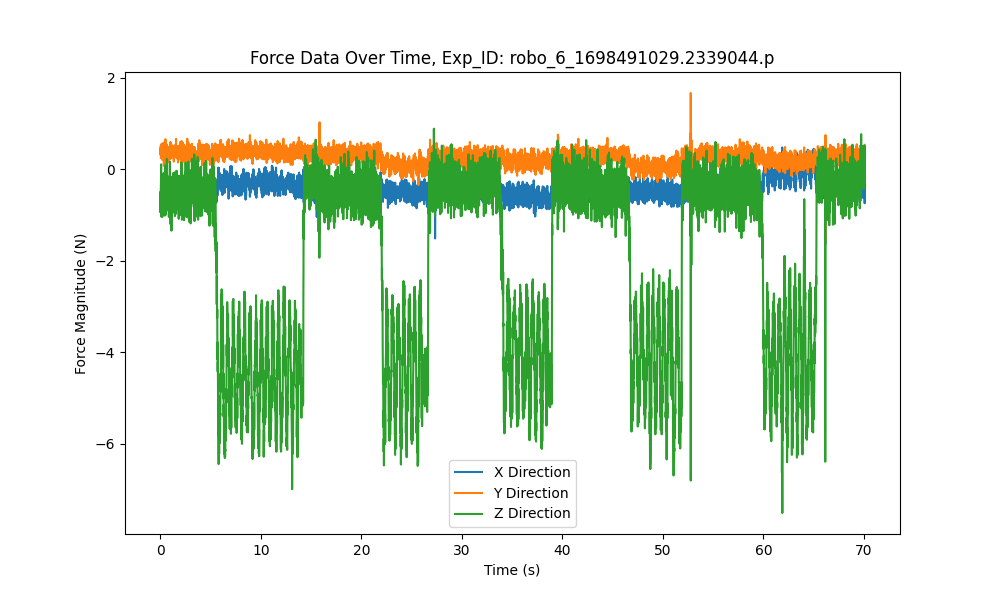 Force Data Over Time, Exp_ID: robo_6_1698491029.2339044.p
2
0
−2
−4
−6
Force Magnitude (N)
X Direction
Y Direction
Z Direction
0 10 20 30 40 50 60 70
Time (s)